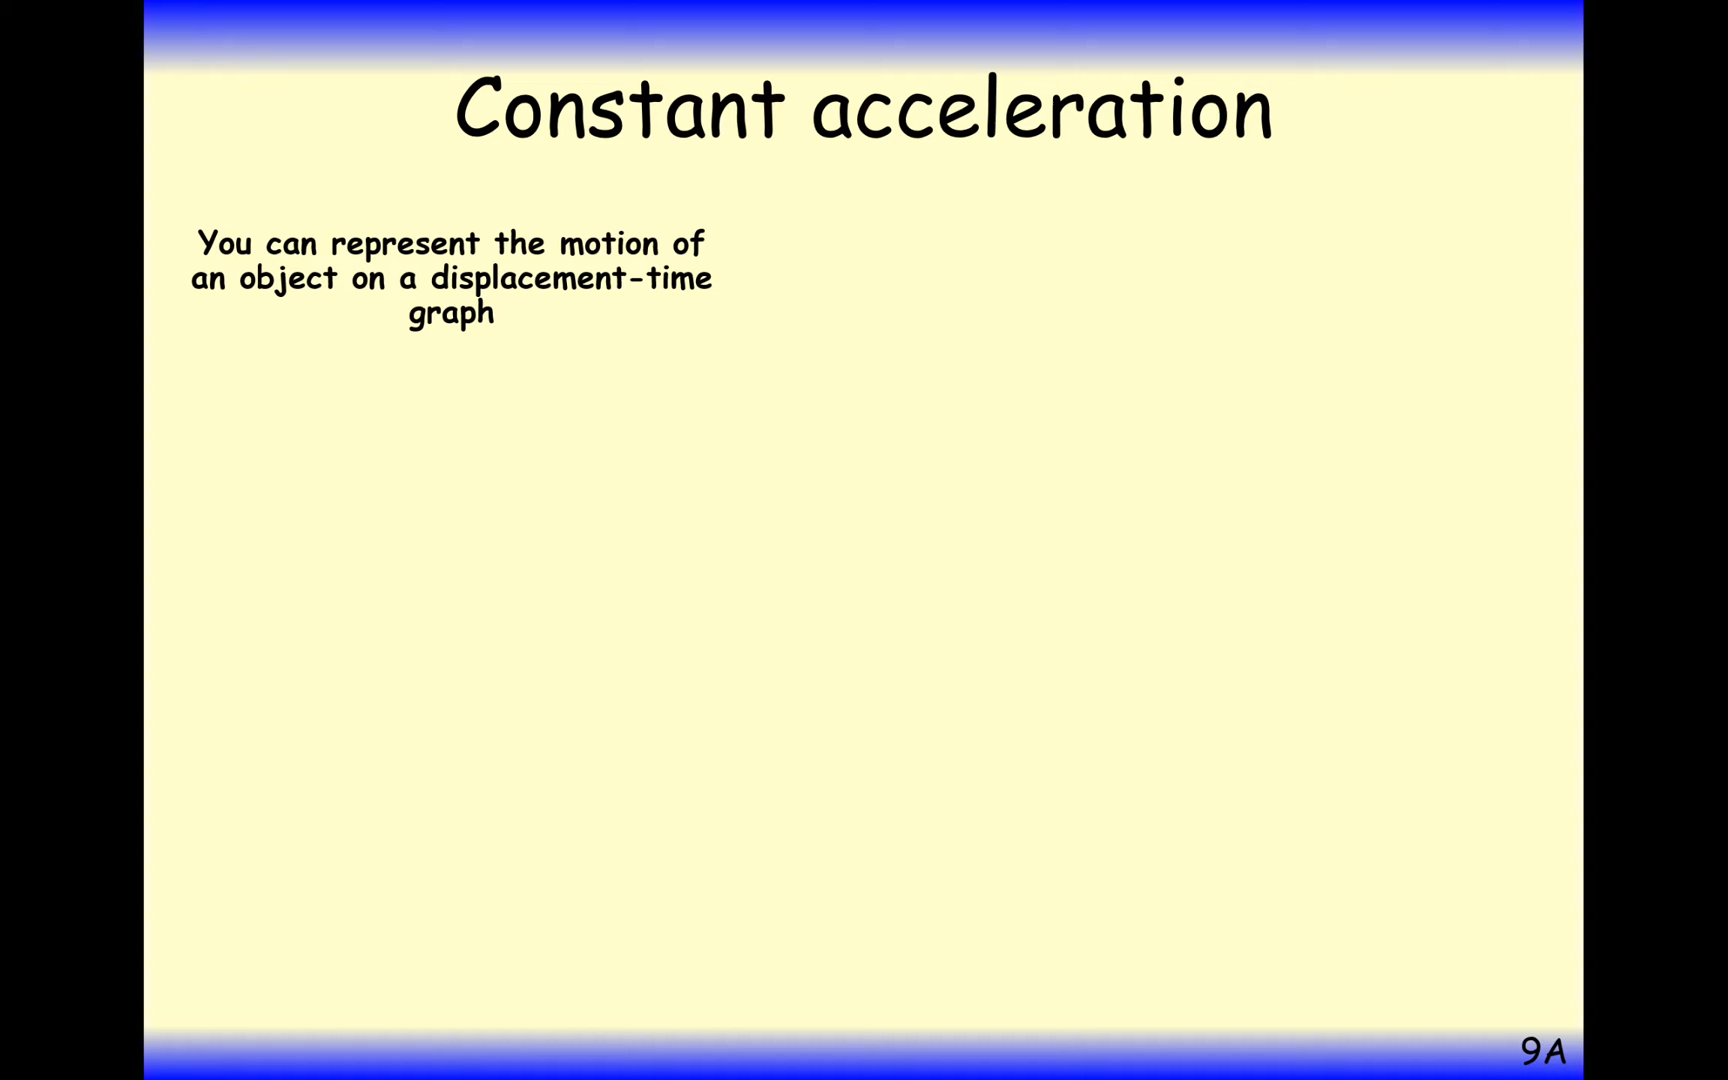 Constant acceleration
You can represent the motion of
an object on a displacement-time
graph
9A